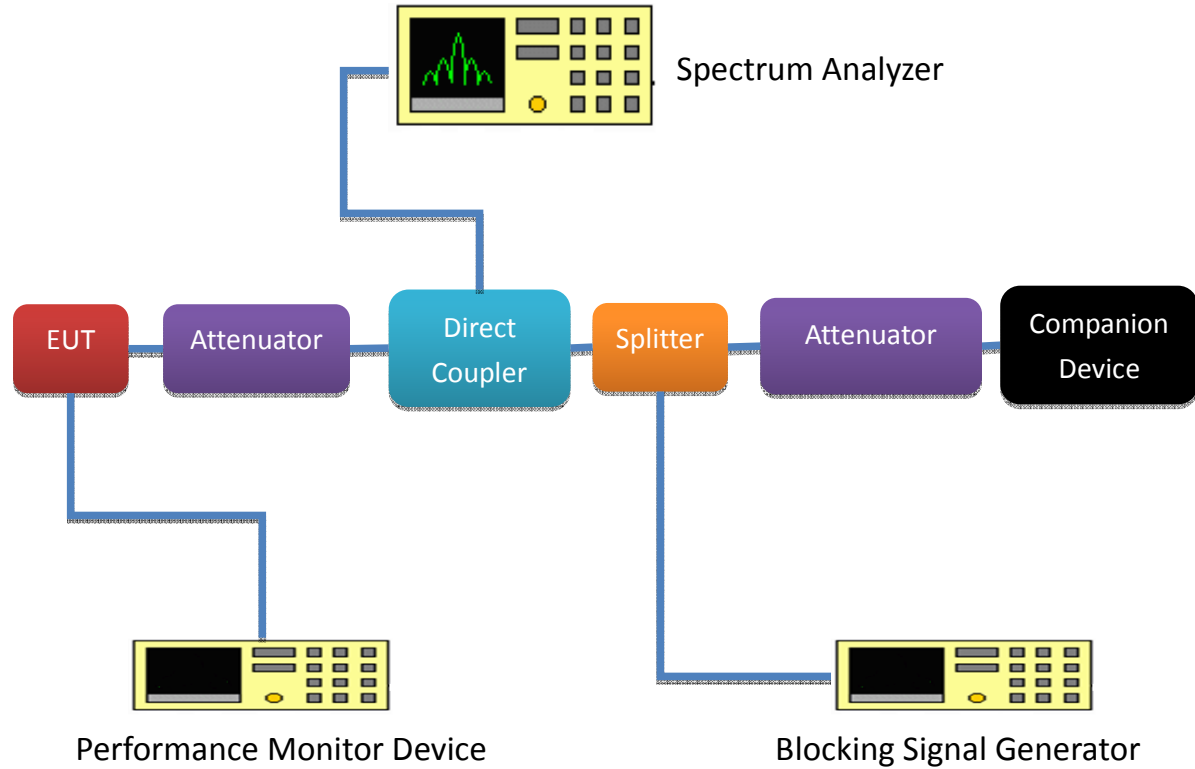 Spectrum Analyzer
EUT
Attenuator
Direct
Coupler
Splitter
Attenuator
Companion
Device
Performance Monitor Device
Blocking Signal Generator